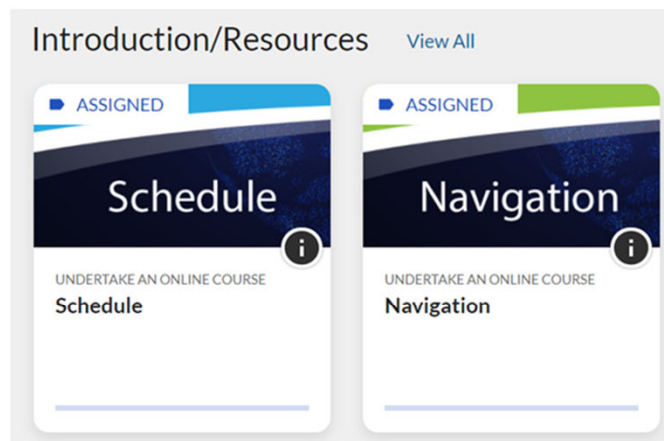 Introduction/Resources View All
ASSIGNED ASSIGNED
Schedule Navigation
i i
UNDERTAKE AN ONLINE COURSE UNDERTAKE AN ONLINE COURSE
Schedule Navigation